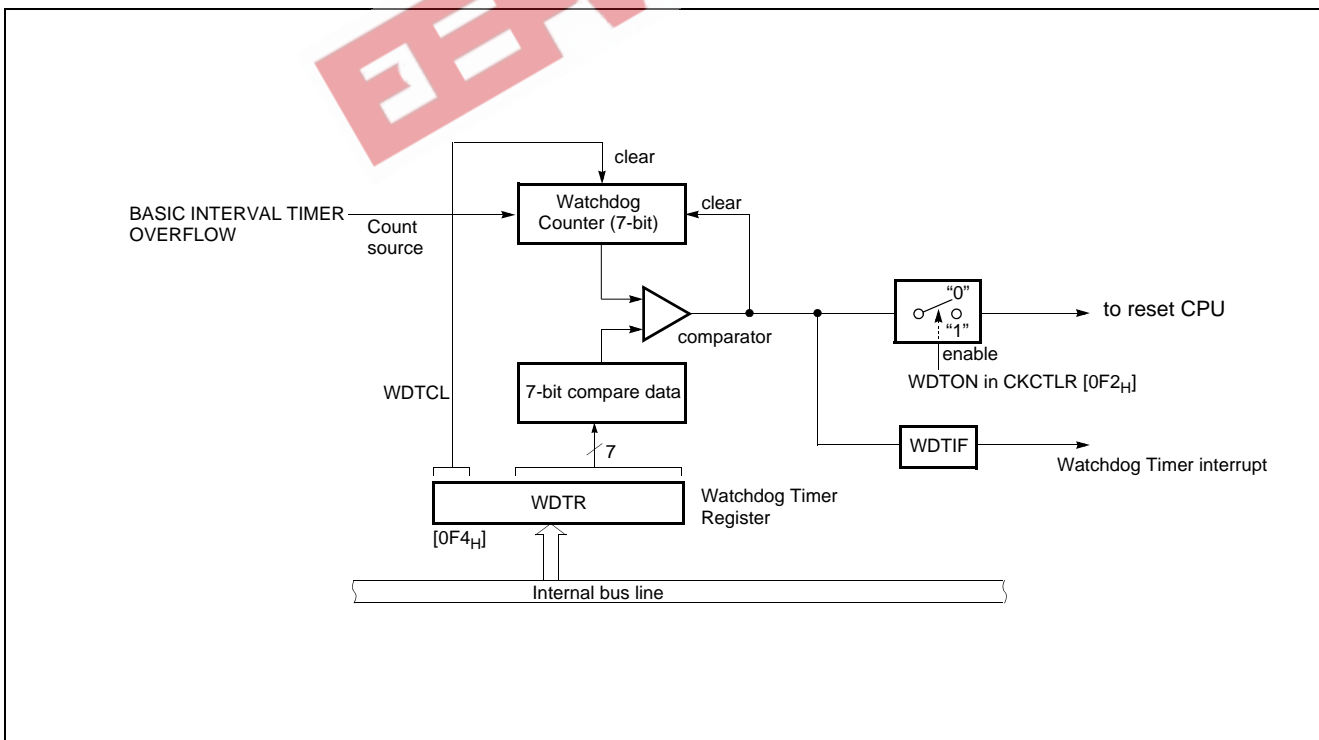 clear
Watchdog
Counter (7-bit)
clear
BASIC INTERVAL TIMER
OVERFLOW
Count
source
comparator
“0”
“1”
enable
to reset CPU
WDTON in CKCTLR [0F2H]
WDTCL
7-bit compare data
7
WDTIF
Watchdog Timer interrupt
WDTR
Watchdog Timer
Register
[0F4H]
Internal bus line